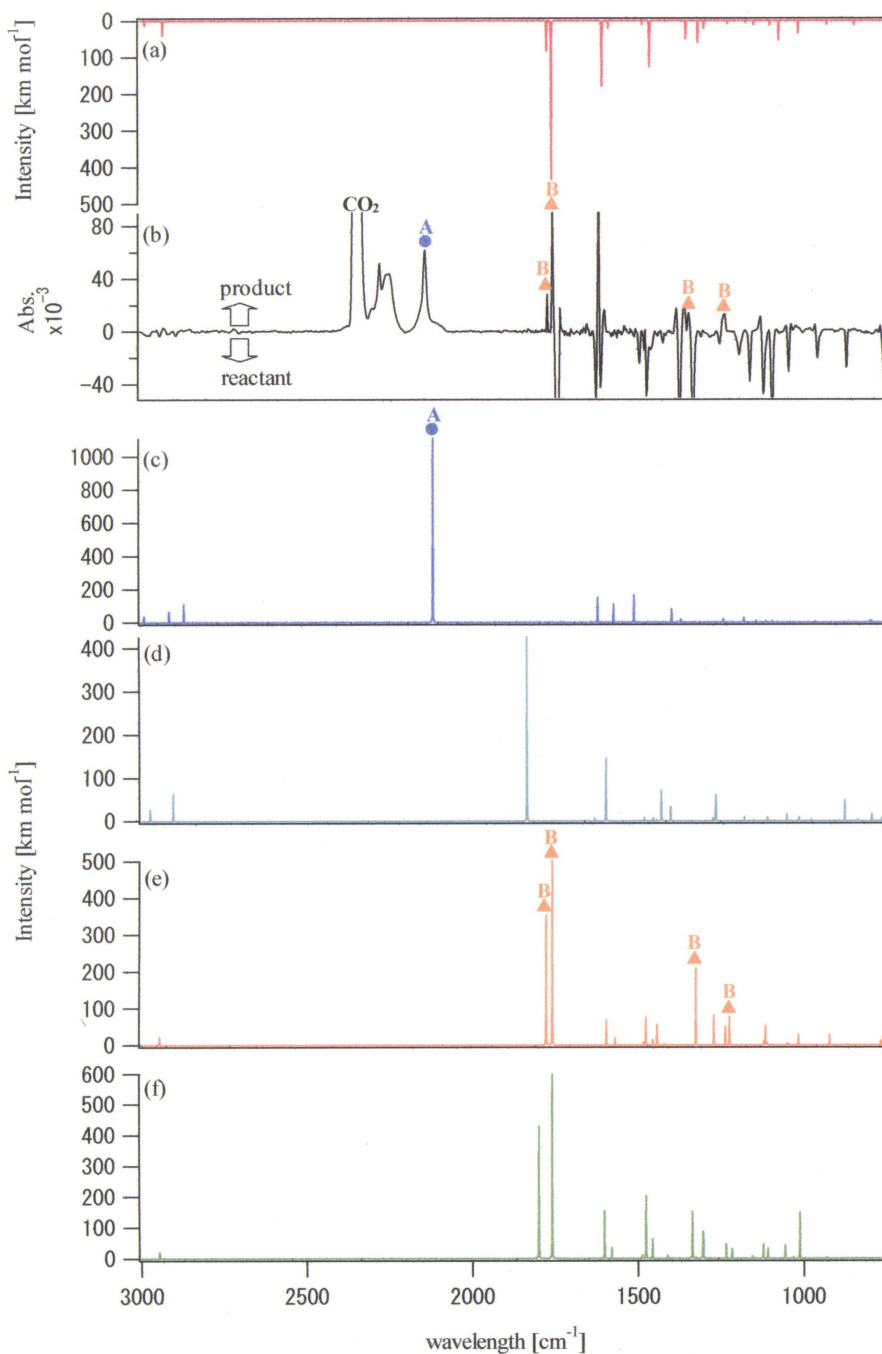 0
100
200
300
400
500
Intensity [km mol⁻¹]
(a)
B
(b)
CO₂
A
B
B
B
80
40
0
−40
Abs.
x10⁻³
product
reactant
A
(c)
1000
800
600
400
200
0
(d)
400
300
200
100
0
Intensity [km mol⁻¹]
(e)
B
B
B
B
500
400
300
200
100
0
(f)
600
500
400
300
200
100
0
3000
2500
2000
1500
1000
wavelength [cm⁻¹]